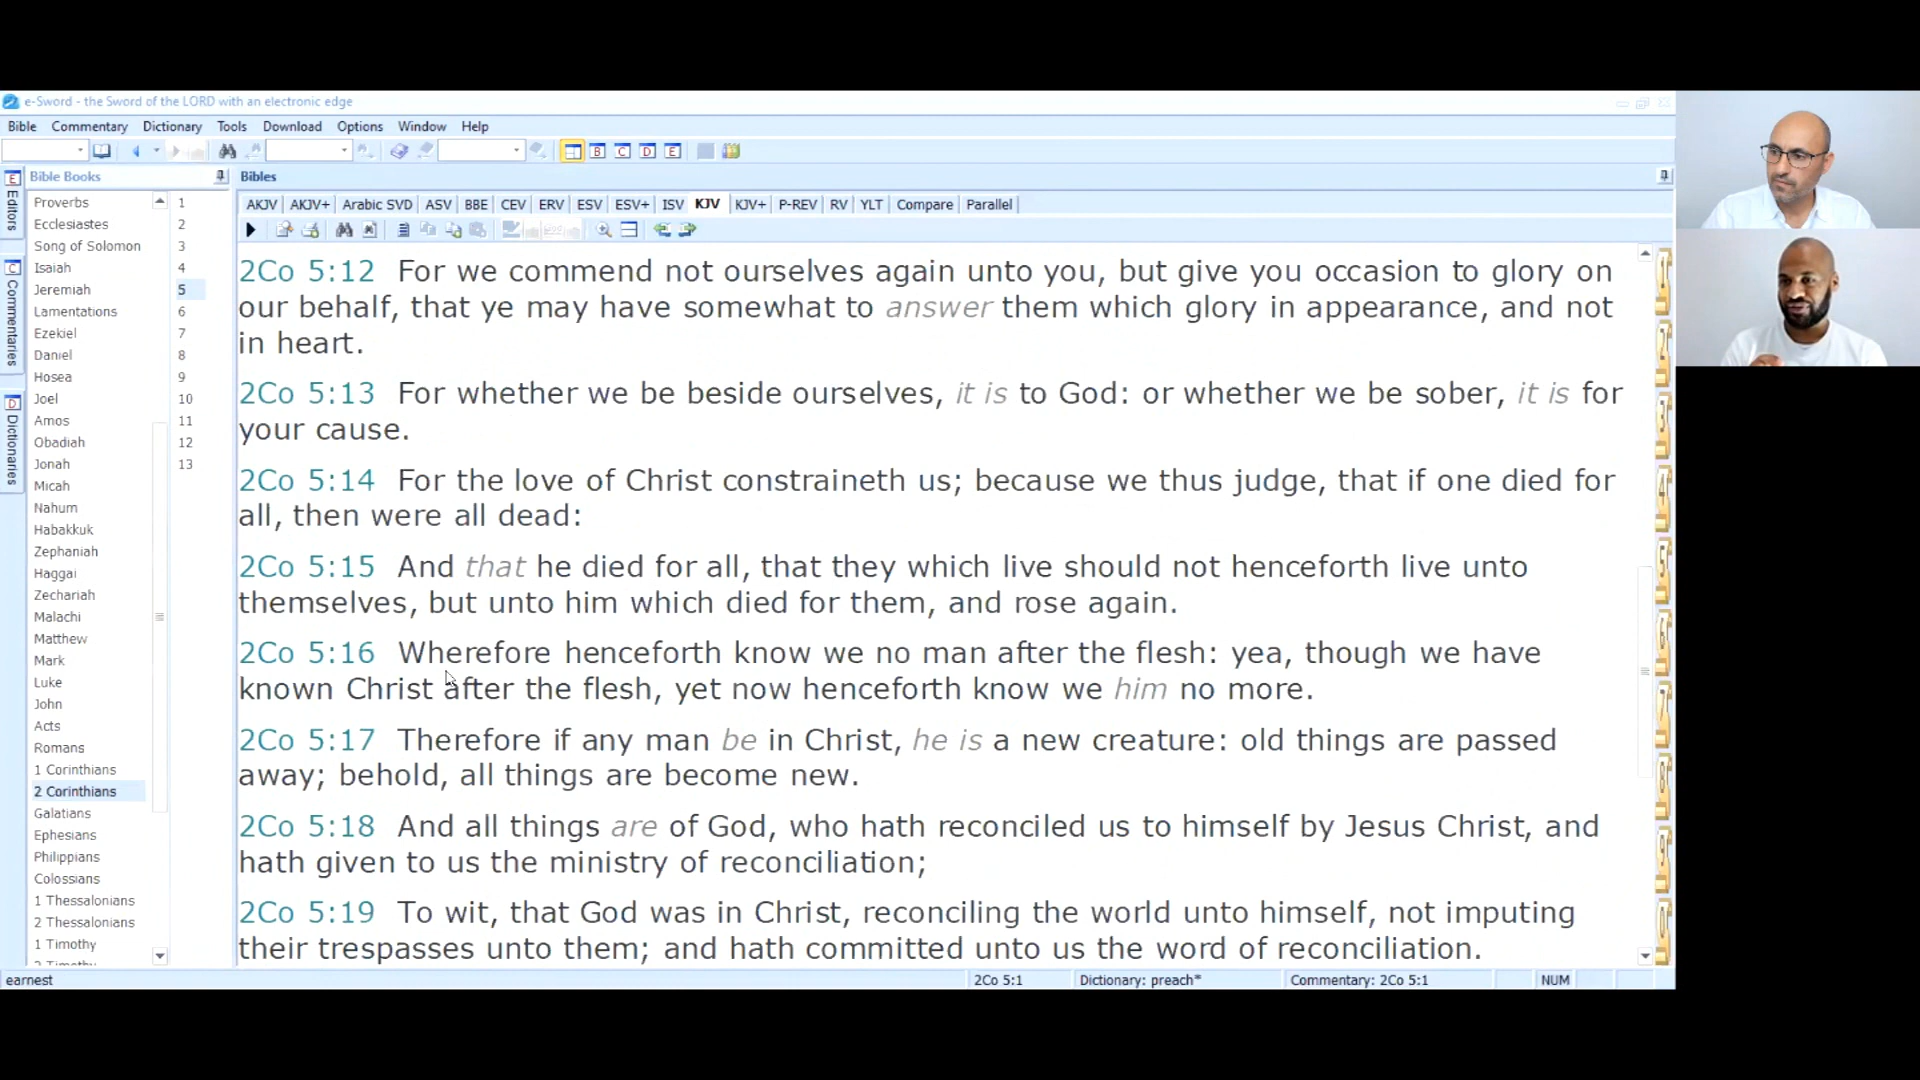 e-Sword - the Sword of the LORD with an electronic edge
Bible Commentary Dictionary Tools Download Options Window Help
B C D E
Bible Books
Bibles
E Editors
C Commentaries
D Dictionaries
Proverbs 1
Ecclesiastes 2
Song of Solomon 3
Isaiah 4
Jeremiah 5
Lamentations 6
Ezekiel 7
Daniel 8
Hosea 9
Joel 10
Amos 11
Obadiah 12
Jonah 13
Micah
Nahum
Habakkuk
Zephaniah
Haggai
Zechariah
Malachi
Matthew
Mark
Luke
John
Acts
Romans
1 Corinthians
2 Corinthians
Galatians
Ephesians
Philippians
Colossians
1 Thessalonians
2 Thessalonians
1 Timothy
2 Timothy
AKJV AKJV+ Arabic SVD ASV BBE CEV ERV ESV ESV+ ISV KJV KJV+ P-REV RV YLT Compare Parallel
2Co 5:12 For we commend not ourselves again unto you, but give you occasion to glory on
our behalf, that ye may have somewhat to answer them which glory in appearance, and not
in heart.
2Co 5:13 For whether we be beside ourselves, it is to God: or whether we be sober, it is for
your cause.
2Co 5:14 For the love of Christ constraineth us; because we thus judge, that if one died for
all, then were all dead:
2Co 5:15 And that he died for all, that they which live should not henceforth live unto
themselves, but unto him which died for them, and rose again.
2Co 5:16 Wherefore henceforth know we no man after the flesh: yea, though we have
known Christ after the flesh, yet now henceforth know we him no more.
2Co 5:17 Therefore if any man be in Christ, he is a new creature: old things are passed
away; behold, all things are become new.
2Co 5:18 And all things are of God, who hath reconciled us to himself by Jesus Christ, and
hath given to us the ministry of reconciliation;
2Co 5:19 To wit, that God was in Christ, reconciling the world unto himself, not imputing
their trespasses unto them; and hath committed unto us the word of reconciliation.
1
2
3
4
5
6
7
8
9
0
earnest 2Co 5:1 Dictionary: preach* Commentary: 2Co 5:1 NUM